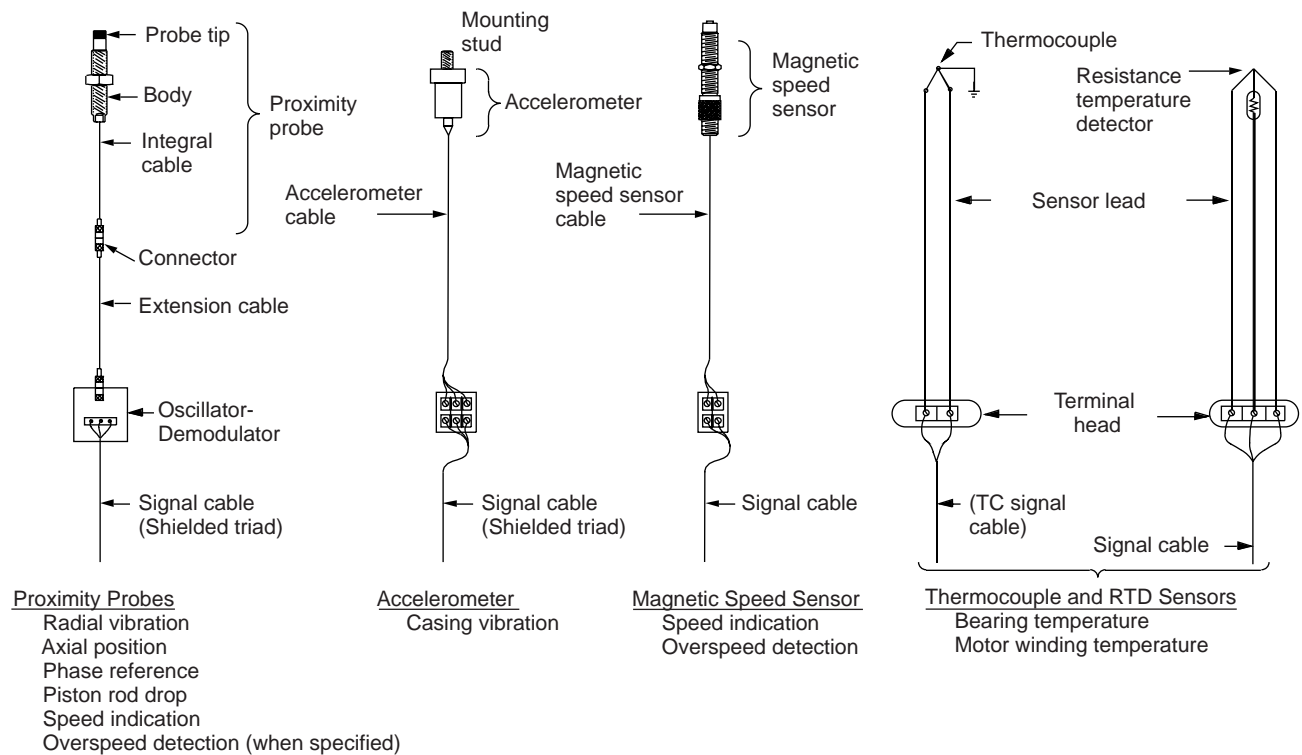 Probe tip
Body
Integral
cable
Proximity
probe
Connector
Extension cable
Oscillator-
Demodulator
Signal cable
(Shielded triad)
Proximity Probes
Radial vibration
Axial position
Phase reference
Piston rod drop
Speed indication
Overspeed detection (when specified)
Mounting
stud
Accelerometer
Accelerometer
cable
Signal cable
(Shielded triad)
Accelerometer
Casing vibration
Magnetic
speed
sensor
Magnetic
speed sensor
cable
Signal cable
Magnetic Speed Sensor
Speed indication
Overspeed detection
Thermocouple
Resistance
temperature
detector
Sensor lead
Terminal
head
(TC signal
cable)
Signal cable
Thermocouple and RTD Sensors
Bearing temperature
Motor winding temperature